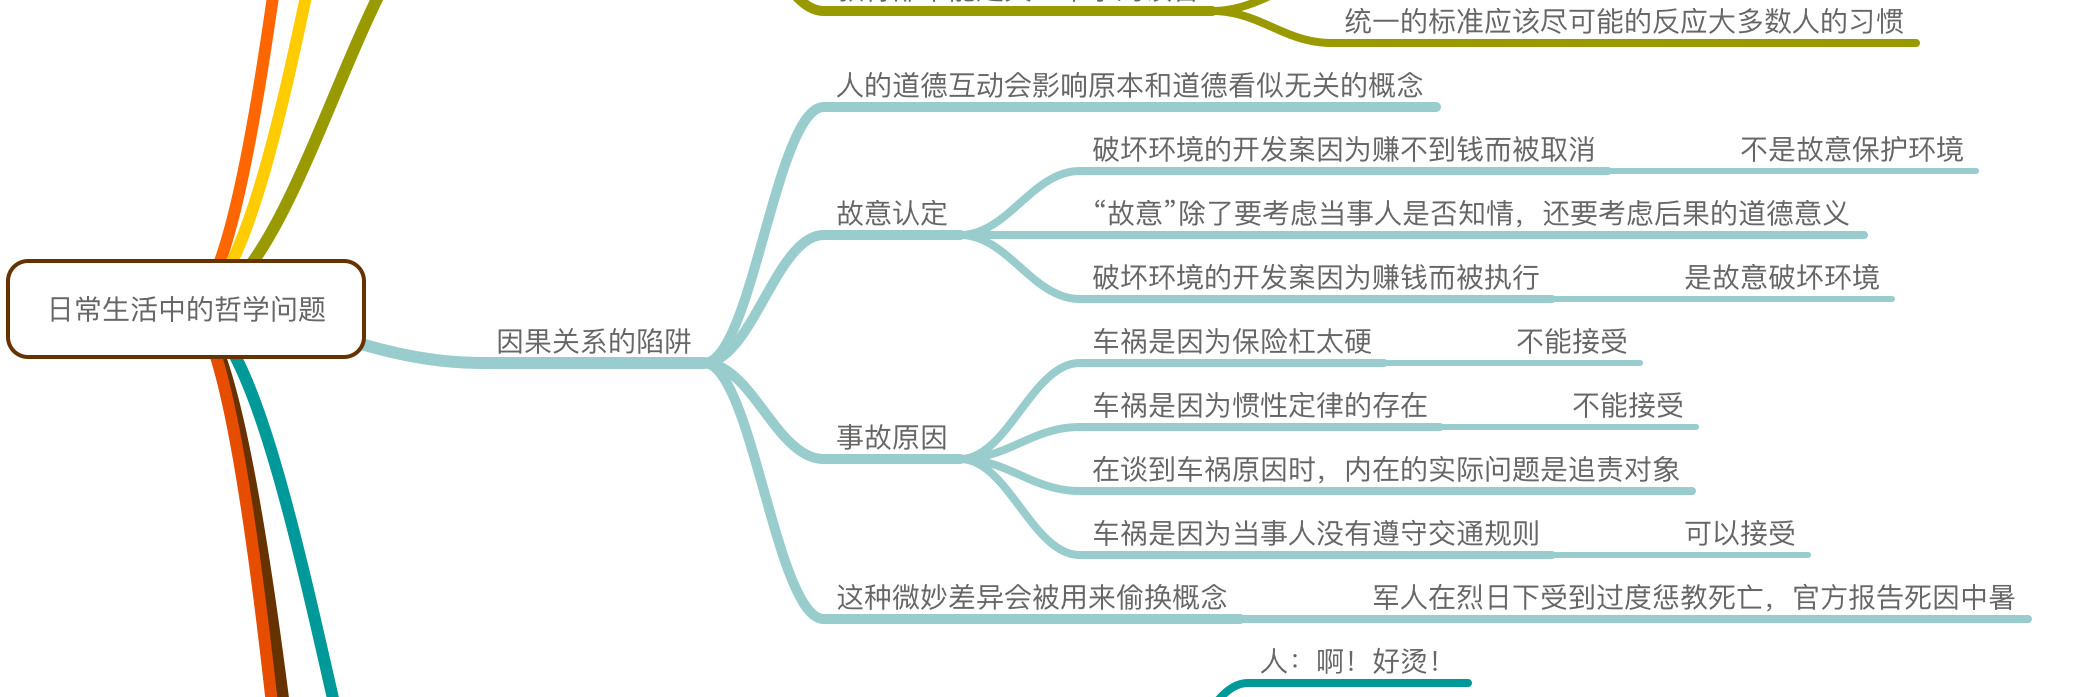 统一的标准应该尽可能的反应大多数人的习惯
人的道德互动会影响原本和道德看似无关的概念
破坏环境的开发案因为赚不到钱而被取消
不是故意保护环境
故意认定
“故意”除了要考虑当事人是否知情，还要考虑后果的道德意义
破坏环境的开发案因为赚钱而被执行
是故意破坏环境
日常生活中的哲学问题
因果关系的陷阱
车祸是因为保险杠太硬
不能接受
车祸是因为惯性定律的存在
不能接受
事故原因
在谈到车祸原因时，内在的实际问题是追责对象
车祸是因为当事人没有遵守交通规则
可以接受
这种微妙差异会被用来偷换概念
军人在烈日下受到过度惩教死亡，官方报告死因中暑
人：啊！好烫！